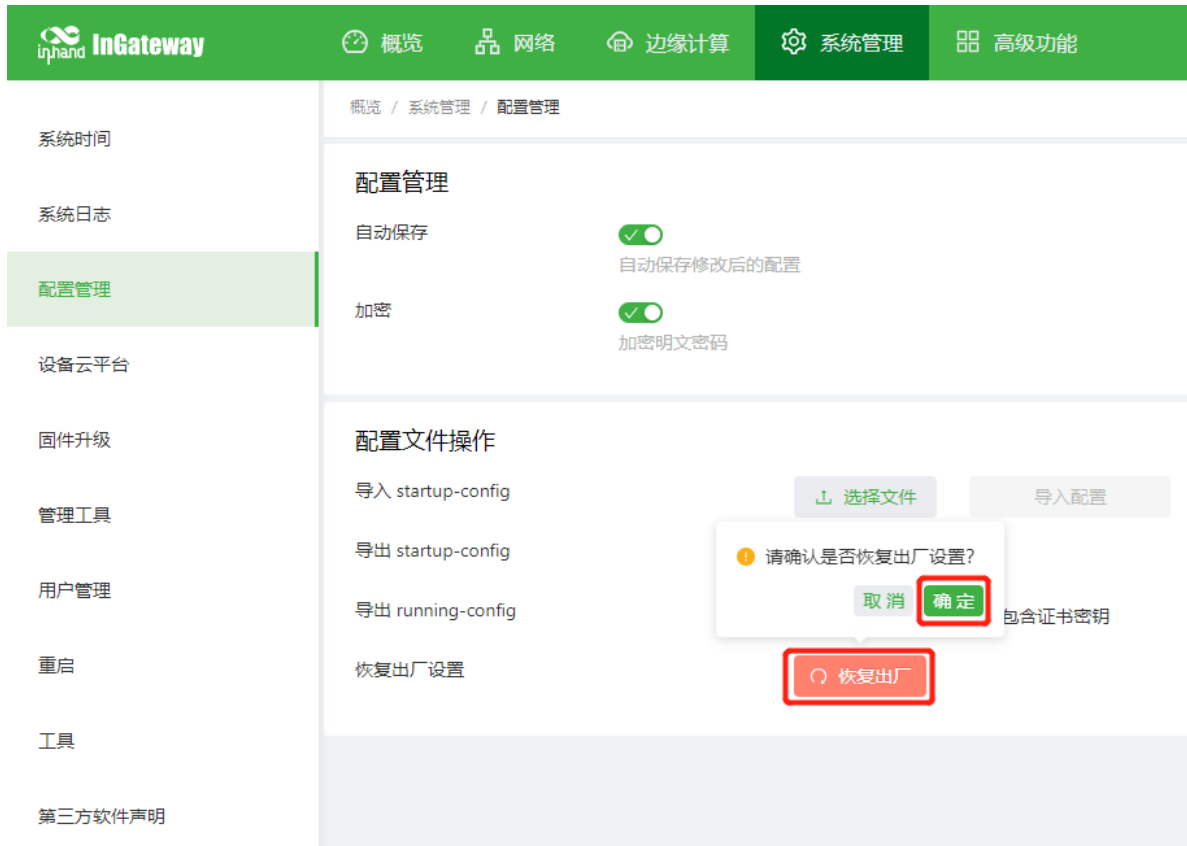 inhand InGateway 概览 网络 边缘计算 系统管理 高级功能
概览 / 系统管理 / 配置管理
系统时间
系统日志
配置管理
设备云平台
固件升级
管理工具
用户管理
重启
工具
第三方软件声明
配置管理
自动保存
自动保存修改后的配置
加密
加密明文密码
配置文件操作
导入 startup-config 选择文件 导入配置
导出 startup-config
请确认是否恢复出厂设置?
取消 确定
导出 running-config 包含证书密钥
恢复出厂设置 恢复出厂